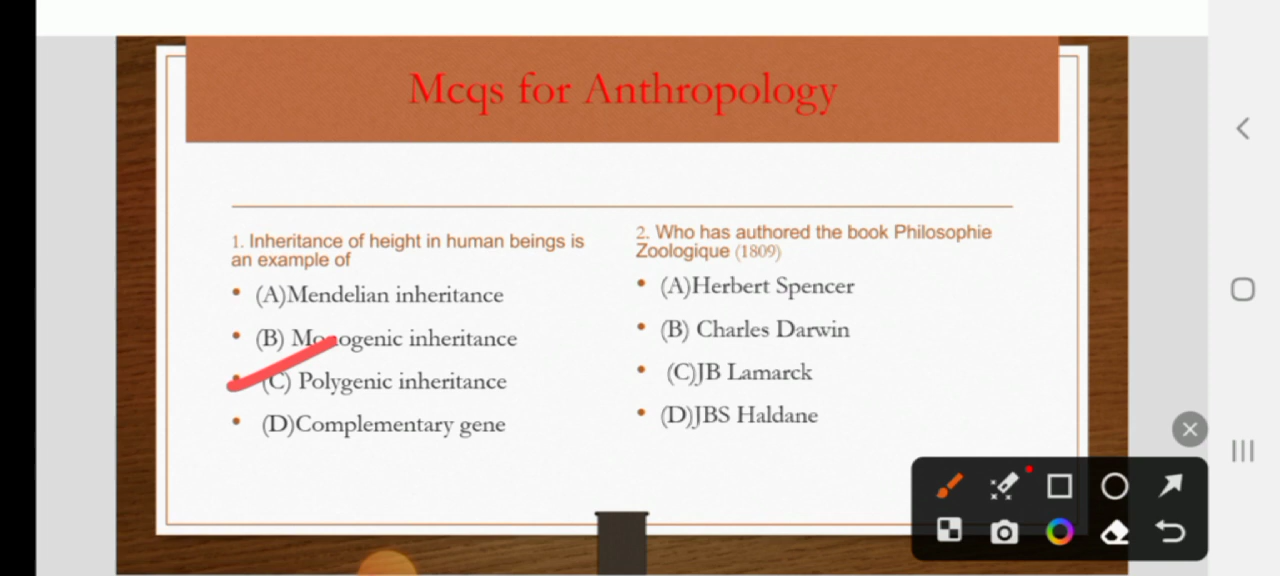 Mcqs for Anthropology
1. Inheritance of height in human beings is
an example of
• (A)Mendelian inheritance
• (B) Monogenic inheritance
• (C) Polygenic inheritance
• (D)Complementary gene
2. Who has authored the book Philosophie
Zoologique (1809)
• (A)Herbert Spencer
• (B) Charles Darwin
• (C)JB Lamarck
• (D)JBS Haldane